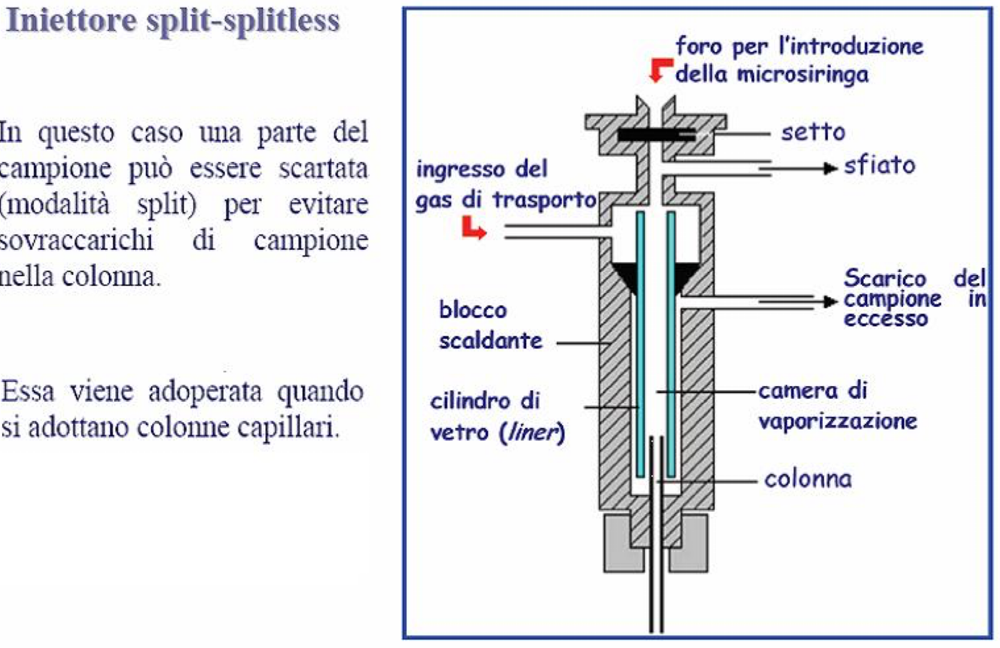 Iniettore split-splitless
In questo caso una parte del
campione può essere scartata
(modalità split) per evitare
sovraccarichi di campione
nella colonna.
Essa viene adoperata quando
si adottano colonne capillari.
foro per l'introduzione
della microsiringa
setto
sfiato
ingresso del
gas di trasporto
Scarico del
campione in
eccesso
blocco
scaldante
camera di
vaporizzazione
cilindro di
vetro (liner)
colonna